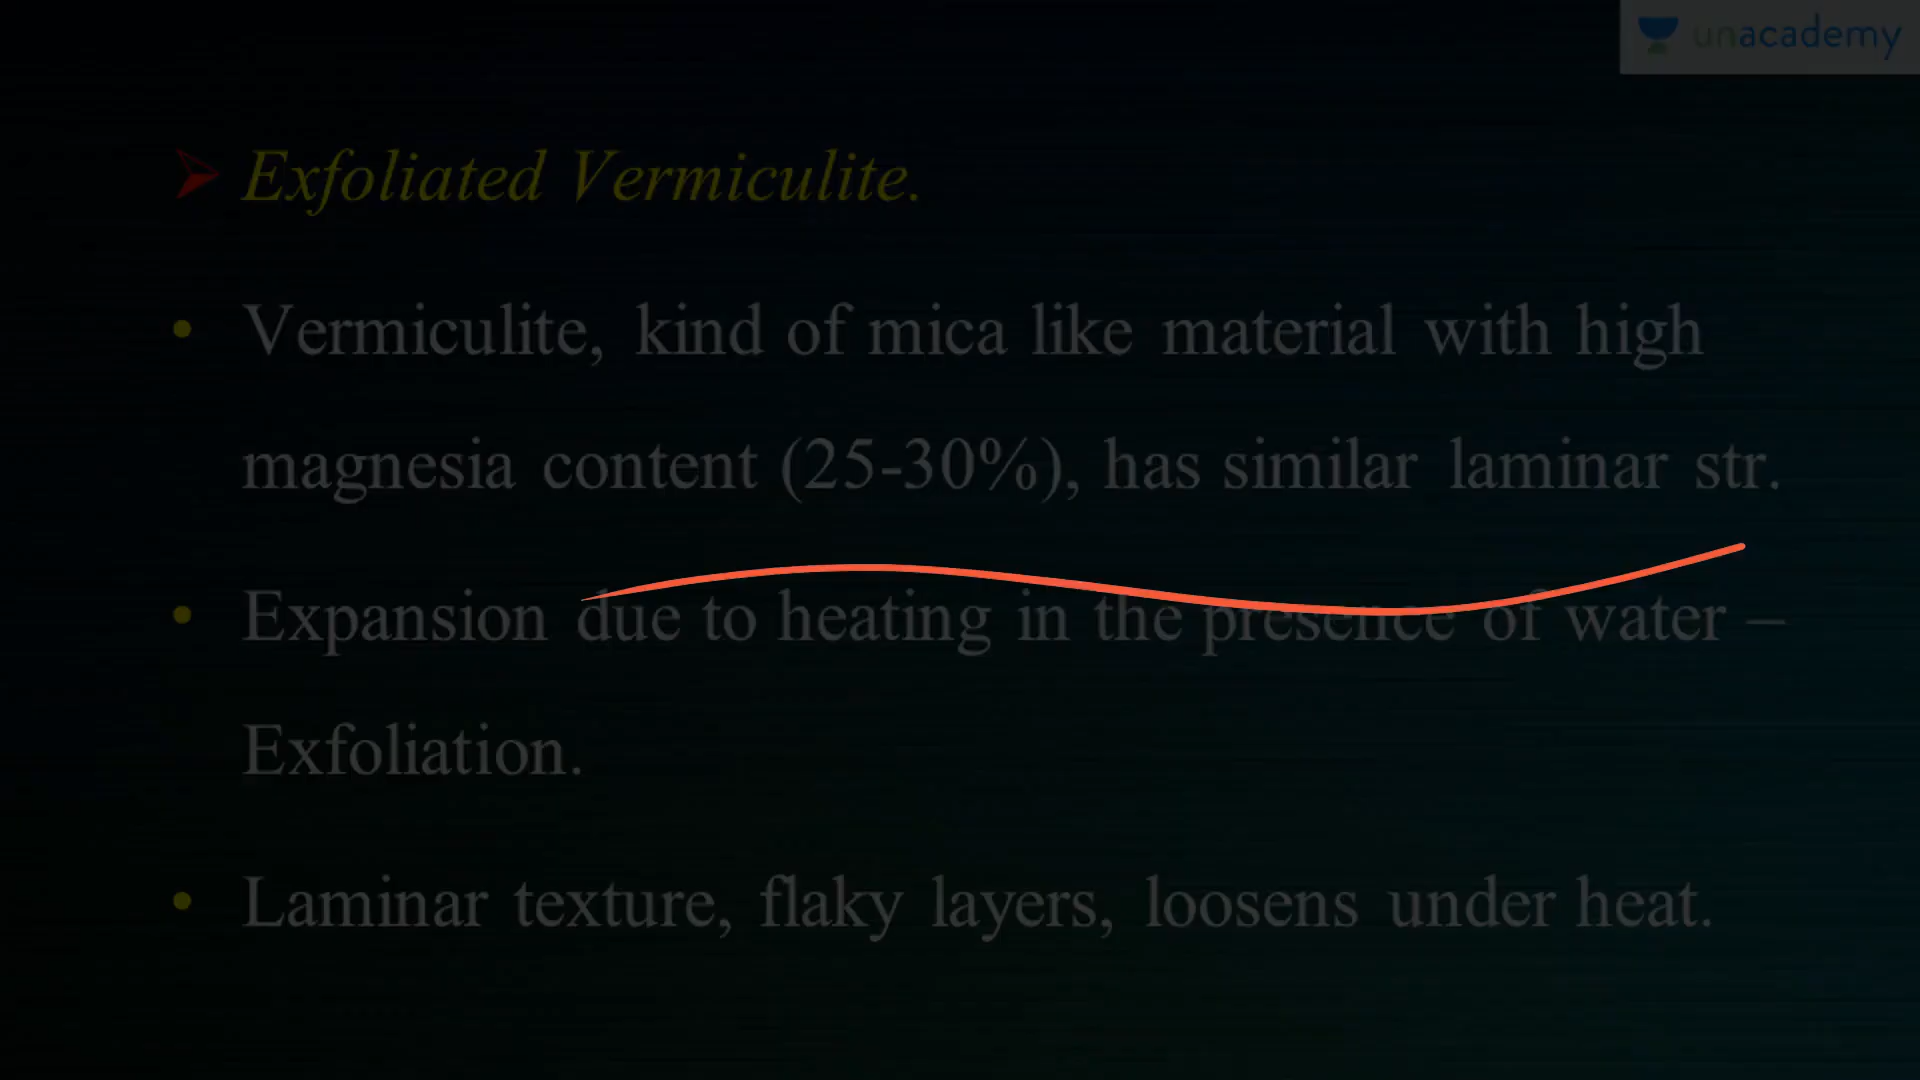 unacademy
Exfoliated Vermiculite.
Vermiculite, kind of mica like material with high
magnesia content (25-30%), has similar laminar str.
Expansion due to heating in the presence of water –
Exfoliation.
Laminar texture, flaky layers, loosens under heat.